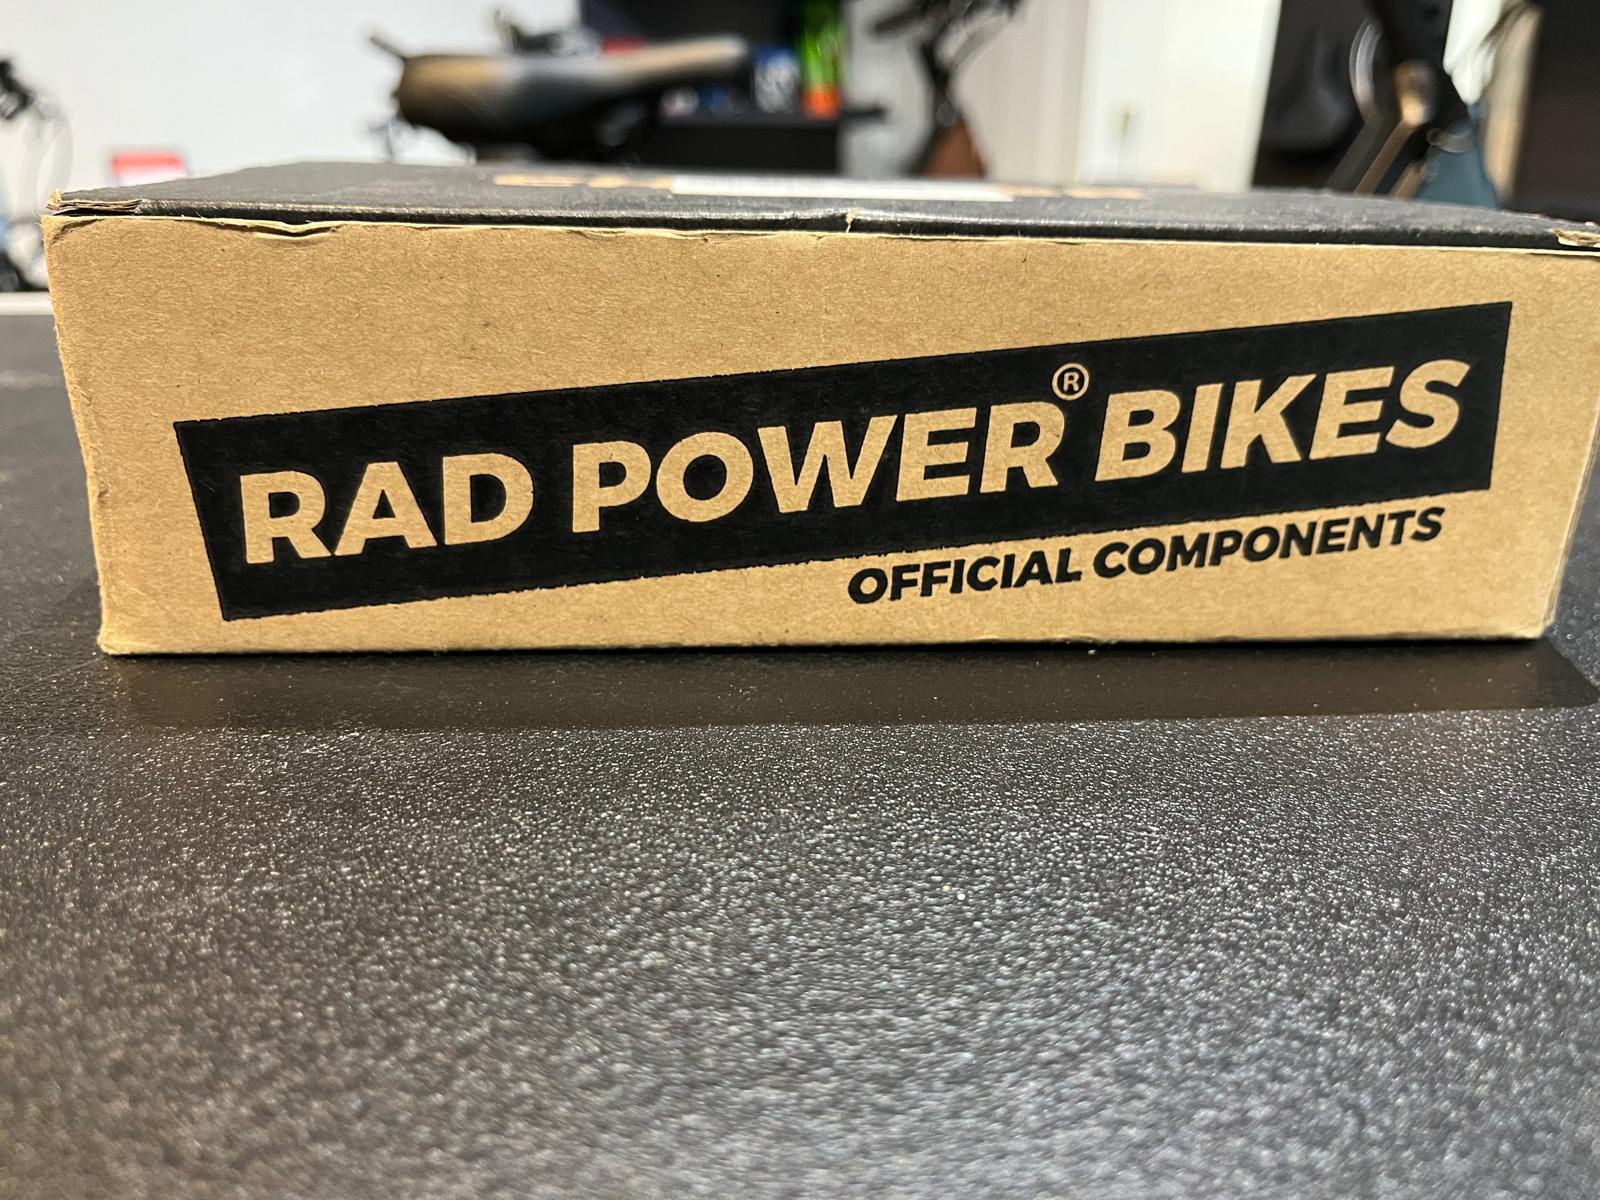 RAD POWER® BIKES
OFFICIAL COMPONENTS